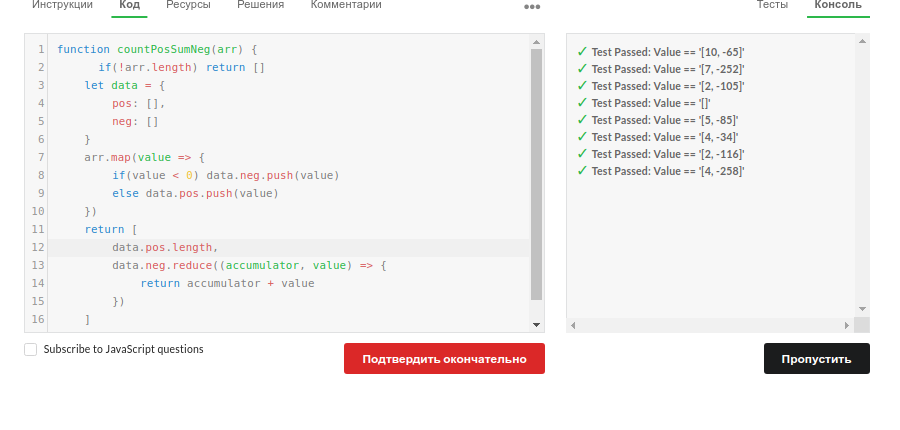 Инструкции Код Ресурсы Решения Комментарии ••• Тесты Консоль
1 function countPosSumNeg(arr) {
2 if(!arr.length) return []
3 let data = {
4 pos: [],
5 neg: []
6 }
7 arr.map(value => {
8 if(value < 0) data.neg.push(value)
9 else data.pos.push(value)
10 })
11 return [
12 data.pos.length,
13 data.neg.reduce((accumulator, value) => {
14 return accumulator + value
15 })
16 ]
✓ Test Passed: Value == '[10, -65]'
✓ Test Passed: Value == '[7, -252]'
✓ Test Passed: Value == '[2, -105]'
✓ Test Passed: Value == '[]'
✓ Test Passed: Value == '[5, -85]'
✓ Test Passed: Value == '[4, -34]'
✓ Test Passed: Value == '[2, -116]'
✓ Test Passed: Value == '[4, -258]'
Subscribe to JavaScript questions
Подтвердить окончательно
Пропустить